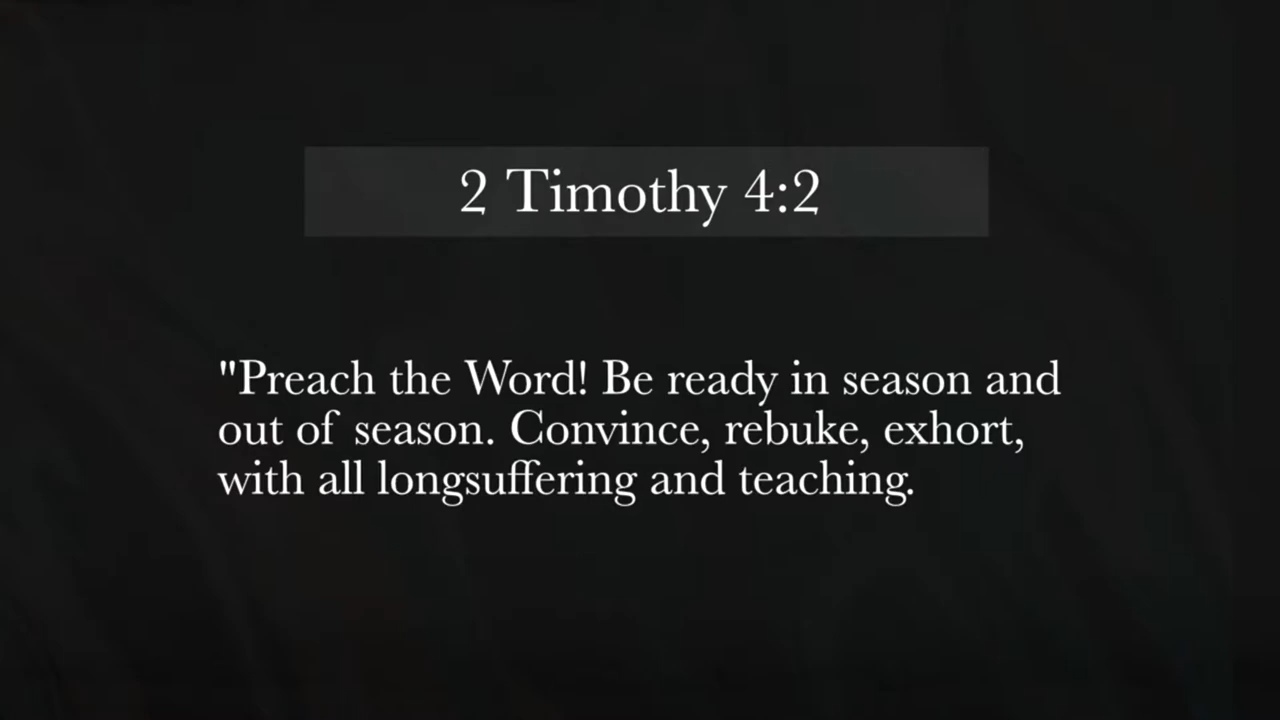 2 Timothy 4:2
"Preach the Word! Be ready in season and
out of season. Convince, rebuke, exhort,
with all longsuffering and teaching.